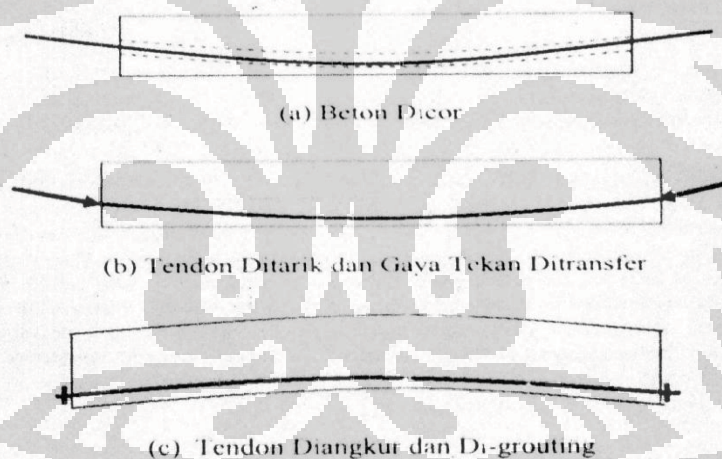 (a) Beton Dicor
(b) Tendon Ditarik dan Gaya Tekan Ditransfer
(c) Tendon Diangkur dan Di-grouting